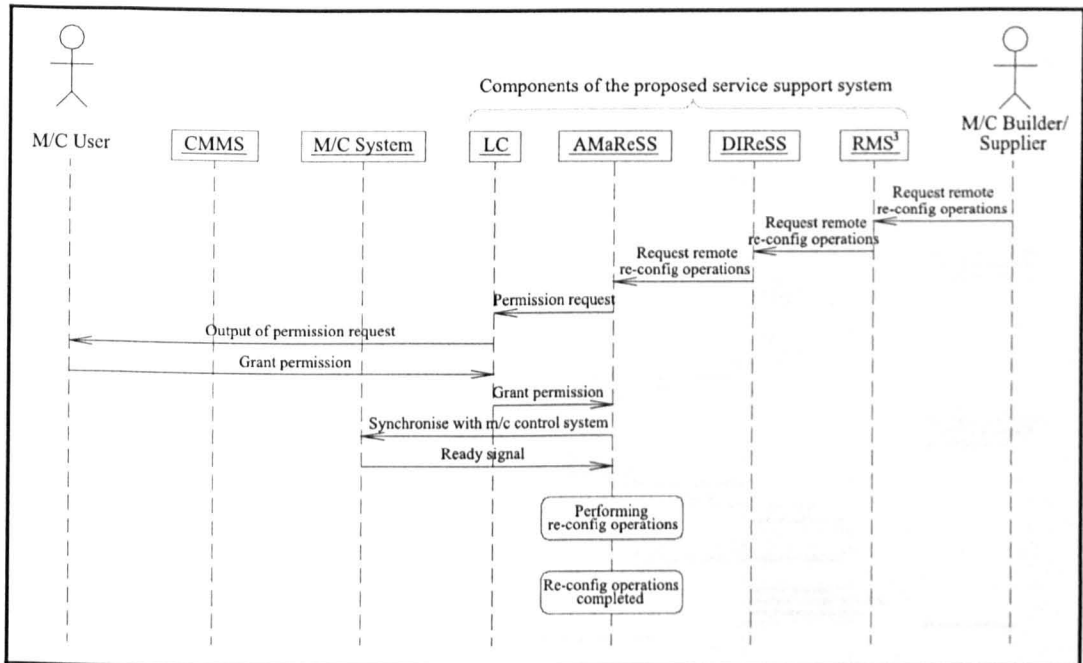 Components of the proposed service support system
M/C User
CMMS
M/C System
LC
AMaReSS
DIReSS
RMS³
M/C Builder/
Supplier
Request remote
re-config operations
Request remote
re-config operations
Request remote
re-config operations
Permission request
Output of permission request
Grant permission
Grant permission
Synchronise with m/c control system
Ready signal
Performing
re-config operations
Re-config operations
completed